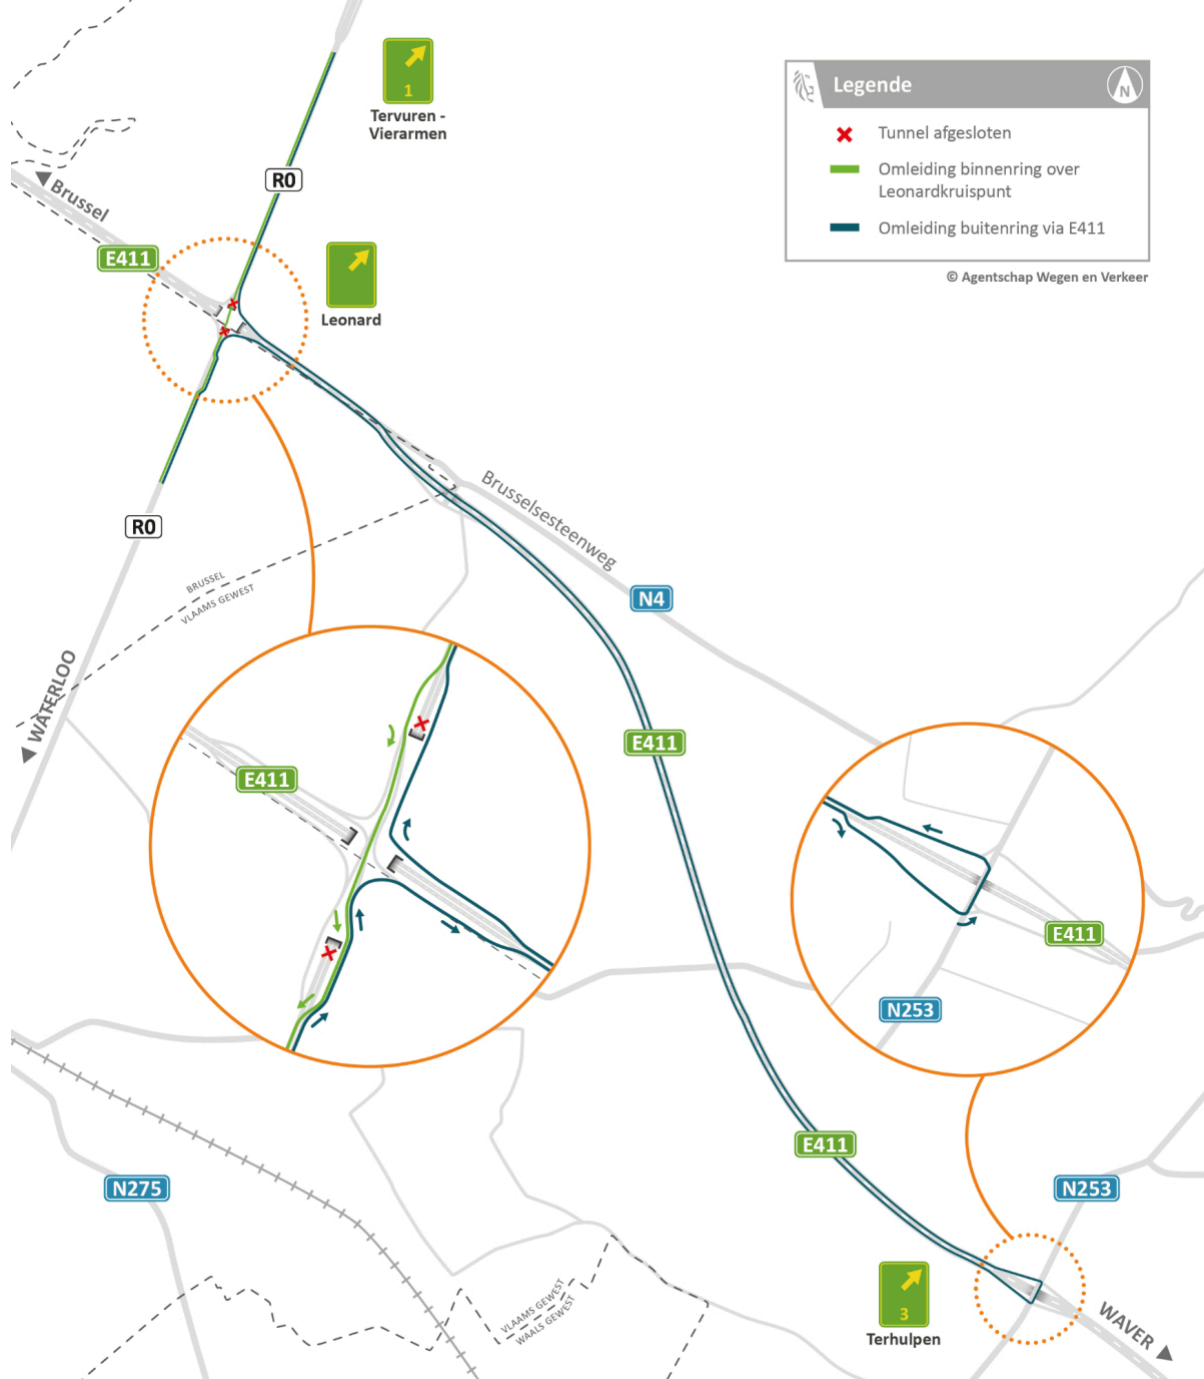 1
Tervuren -
Vierarmen
Legende
N
Tunnel afgesloten
Omleiding binnenring over
Leonardkruispunt
Omleiding buitenring via E411
© Agentschap Wegen en Verkeer
R0
Brussel
E411
Leonard
Brusselsesteenweg
R0
BRUSSEL
VLAAMS GEWEST
N4
WATERLOO
E411
E411
E411
N253
E411
N275
N253
3
Terhulpen
VLAAMS GEWEST
WAALS GEWEST
WAVER